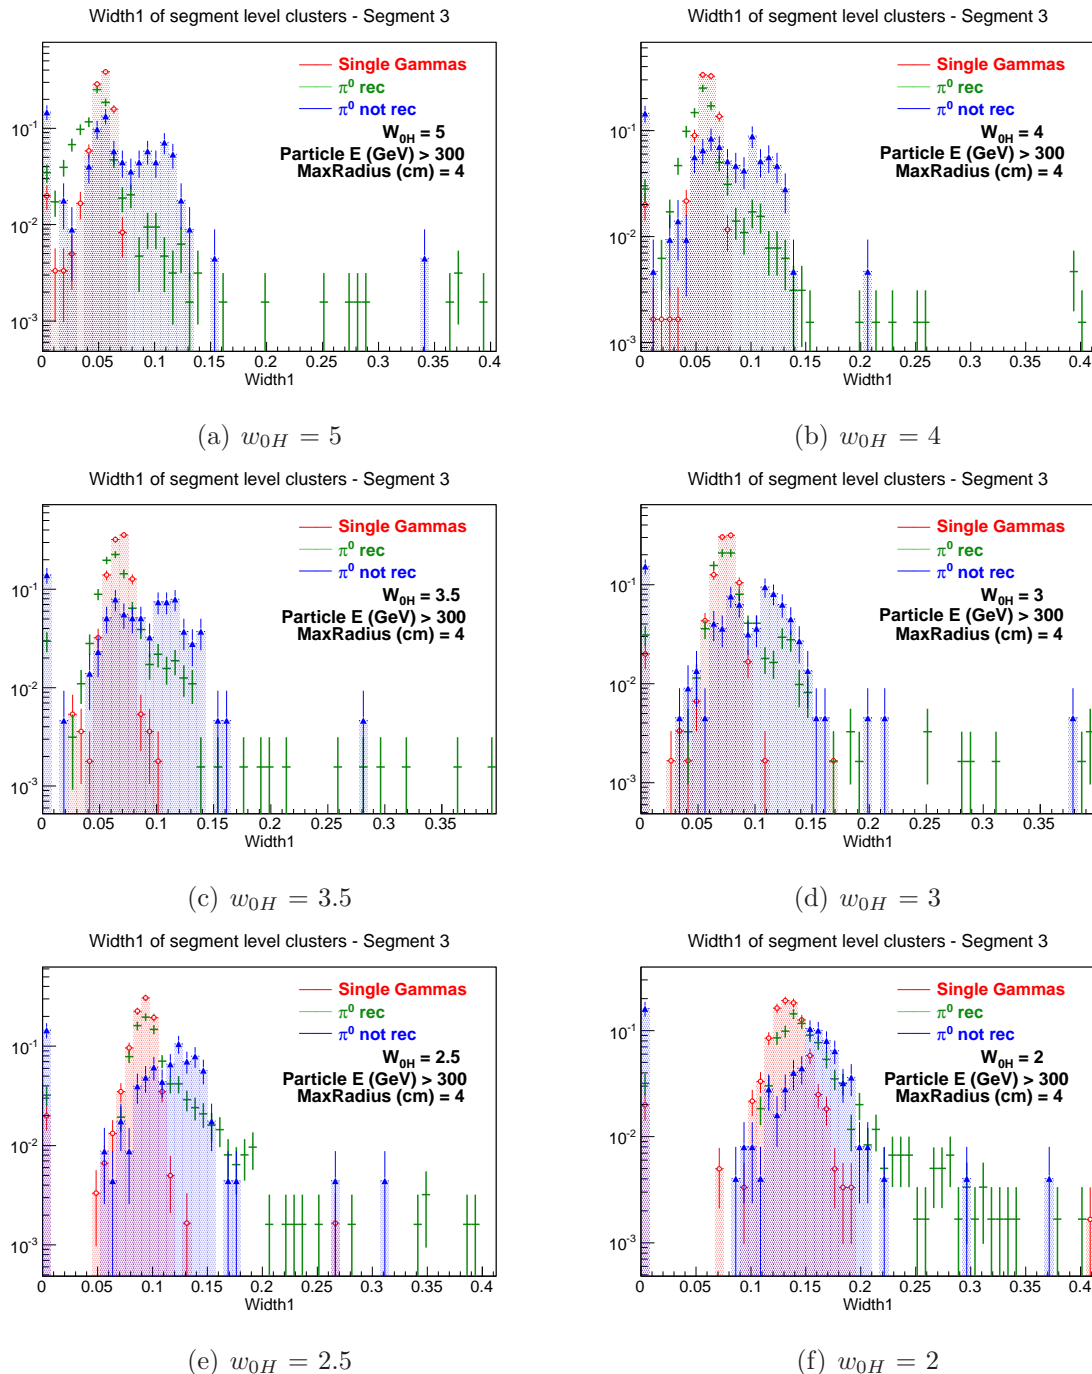 Width1 of segment level clusters - Segment 3
Single Gammas
π⁰ rec
π⁰ not rec
W0H = 5
Particle E (GeV) > 300
MaxRadius (cm) = 4
10⁻¹
10⁻²
10⁻³
0 0.05 0.1 0.15 0.2 0.25 0.3 0.35 0.4
Width1
(a) w0H = 5
Width1 of segment level clusters - Segment 3
Single Gammas
π⁰ rec
π⁰ not rec
W0H = 4
Particle E (GeV) > 300
MaxRadius (cm) = 4
10⁻¹
10⁻²
10⁻³
0 0.05 0.1 0.15 0.2 0.25 0.3 0.35 0.4
Width1
(b) w0H = 4
Width1 of segment level clusters - Segment 3
Single Gammas
π⁰ rec
π⁰ not rec
W0H = 3.5
Particle E (GeV) > 300
MaxRadius (cm) = 4
10⁻¹
10⁻²
10⁻³
0 0.05 0.1 0.15 0.2 0.25 0.3 0.35
Width1
(c) w0H = 3.5
Width1 of segment level clusters - Segment 3
Single Gammas
π⁰ rec
π⁰ not rec
W0H = 3
Particle E (GeV) > 300
MaxRadius (cm) = 4
10⁻¹
10⁻²
10⁻³
0 0.05 0.1 0.15 0.2 0.25 0.3 0.35
Width1
(d) w0H = 3
Width1 of segment level clusters - Segment 3
Single Gammas
π⁰ rec
π⁰ not rec
W0H = 2.5
Particle E (GeV) > 300
MaxRadius (cm) = 4
10⁻¹
10⁻²
10⁻³
0 0.05 0.1 0.15 0.2 0.25 0.3 0.35 0.4
Width1
(e) w0H = 2.5
Width1 of segment level clusters - Segment 3
Single Gammas
π⁰ rec
π⁰ not rec
W0H = 2
Particle E (GeV) > 300
MaxRadius (cm) = 4
10⁻¹
10⁻²
10⁻³
0 0.05 0.1 0.15 0.2 0.25 0.3 0.35 0.4
Width1
(f) w0H = 2